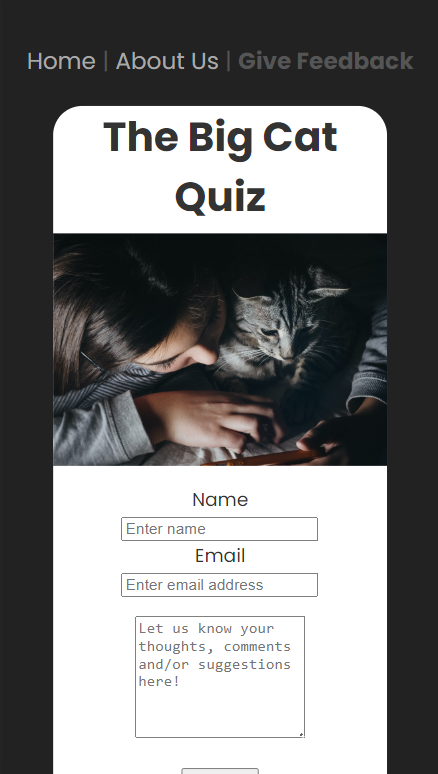 Home | About Us | Give Feedback
The Big Cat
Quiz
Name
Enter name
Email
Enter email address
Let us know your
thoughts, comments
and/or suggestions
here!